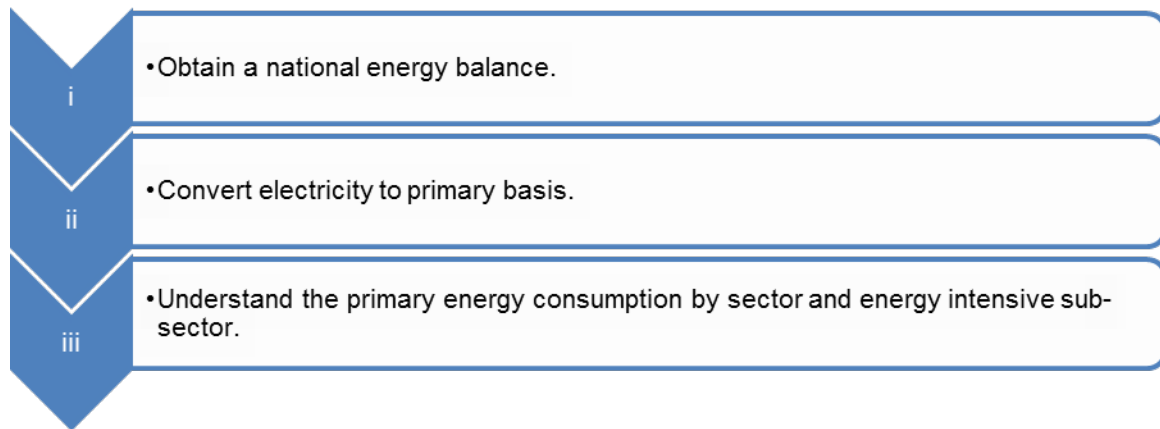 i
•Obtain a national energy balance.
ii
•Convert electricity to primary basis.
iii
•Understand the primary energy consumption by sector and energy intensive sub-
sector.